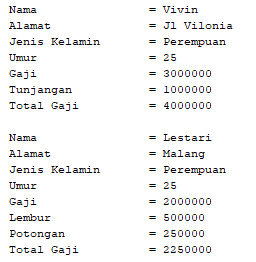 Nama = Vivin
Alamat = Jl Vilonia
Jenis Kelamin = Perempuan
Umur = 25
Gaji = 3000000
Tunjangan = 1000000
Total Gaji = 4000000
Nama = Lestari
Alamat = Malang
Jenis Kelamin = Perempuan
Umur = 25
Gaji = 2000000
Lembur = 500000
Potongan = 250000
Total Gaji = 2250000